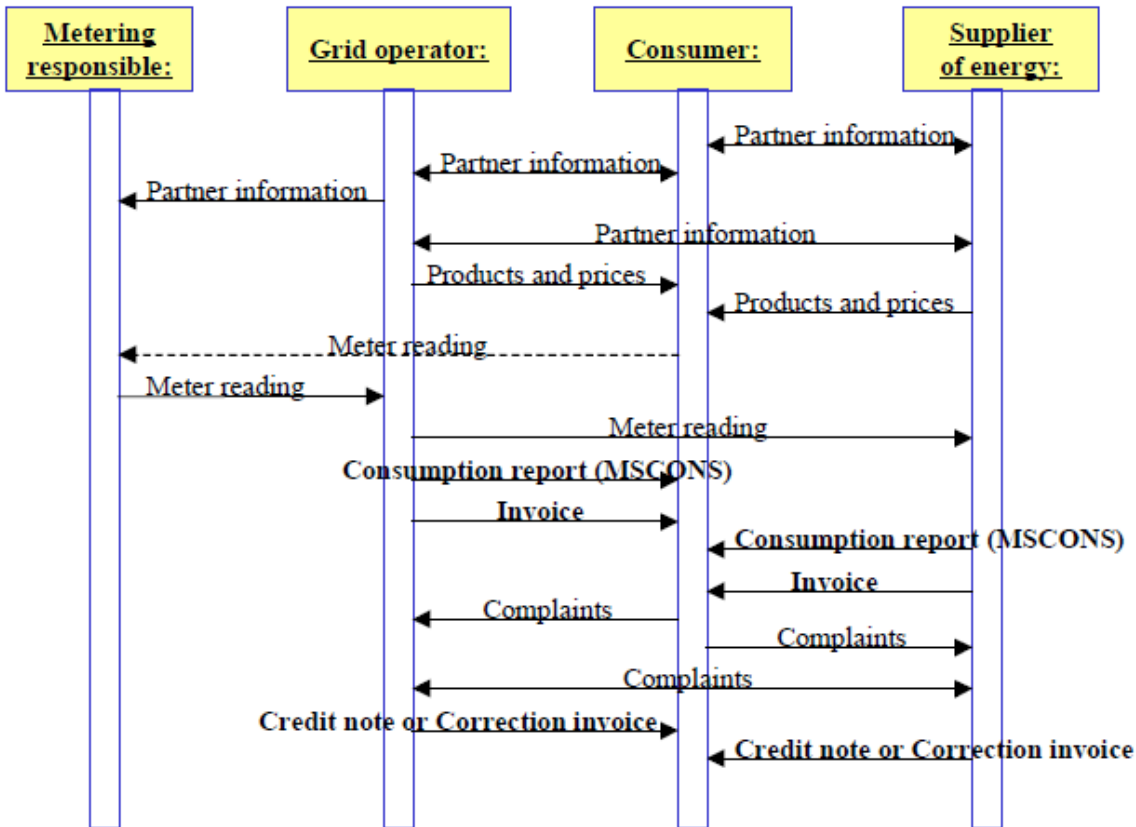 Metering
responsible:
Grid operator:
Consumer:
Supplier
of energy:
Partner information
Partner information
Partner information
Partner information
Products and prices
Products and prices
Meter reading
Meter reading
Meter reading
Consumption report (MSCONS)
Invoice
Consumption report (MSCONS)
Invoice
Complaints
Complaints
Complaints
Credit note or Correction invoice
Credit note or Correction invoice